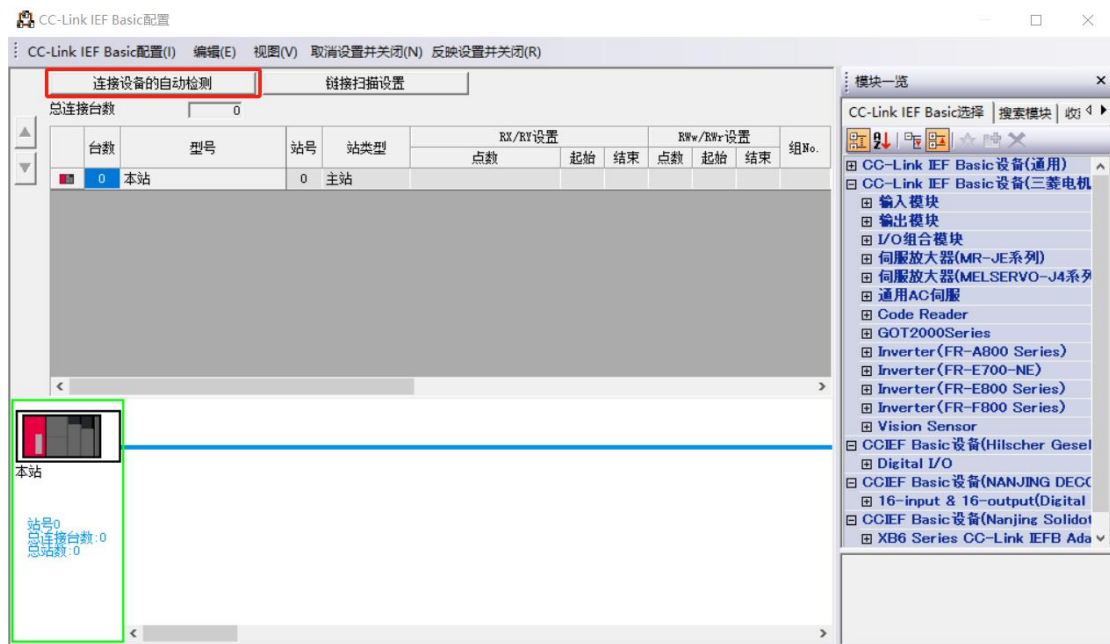 CC-Link IEF Basic配置
CC-Link IEF Basic配置(I) 编辑(E) 视图(V) 取消设置并关闭(N) 反映设置并关闭(R)
连接设备的自动检测 链接扫描设置
总连接台数 0
台数 型号 站号 站类型 RX/RY设置 RWw/RWr设置 组No.
点数 起始 结束 点数 起始 结束
0 本站 0 主站
本站
站号0
总连接台数:0
总站数:0
模块一览
CC-Link IEF Basic选择 搜索模块
CC-Link IEF Basic设备(通用)
CC-Link IEF Basic设备(三菱电机
输入模块
输出模块
I/O组合模块
伺服放大器(MR-JE系列)
伺服放大器(MELSERVO-J4系列
通用AC伺服
Code Reader
GOT2000Series
Inverter(FR-A800 Series)
Inverter(FR-E700-NE)
Inverter(FR-E800 Series)
Inverter(FR-F800 Series)
Vision Sensor
CCIEF Basic设备(Hilscher Gesel
Digital I/O
CCIEF Basic设备(NANJING DECO
16-input & 16-output(Digital
CCIEF Basic设备(Nanjing Solidot
XB6 Series CC-Link IEFB Ada